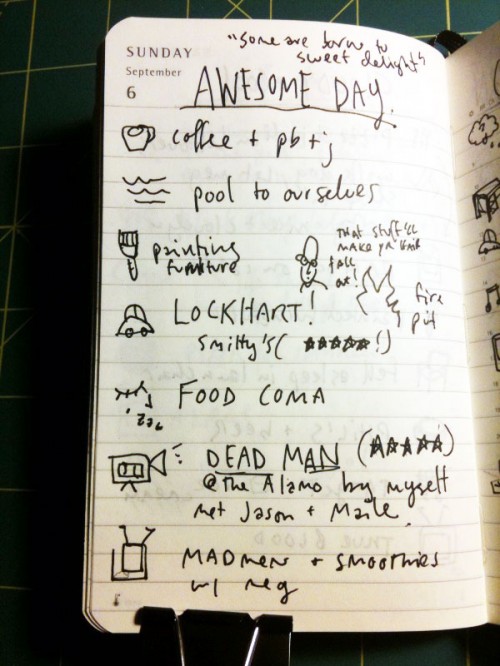 "some are born to
sweet delight"
SUNDAY
September
6
AWESOME DAY.
coffee + pb + j
pool to ourselves
painting
furniture
that stuff'll
make ya hair
fall
out!
fire
pit
LOCKHART!
Smitty's (★★★★★!)
FOOD COMA
zzz
DEAD MAN (★★★★★)
@ The Alamo by myself
met Jason +
MADMEN + SMOOTHIES
w/ meg